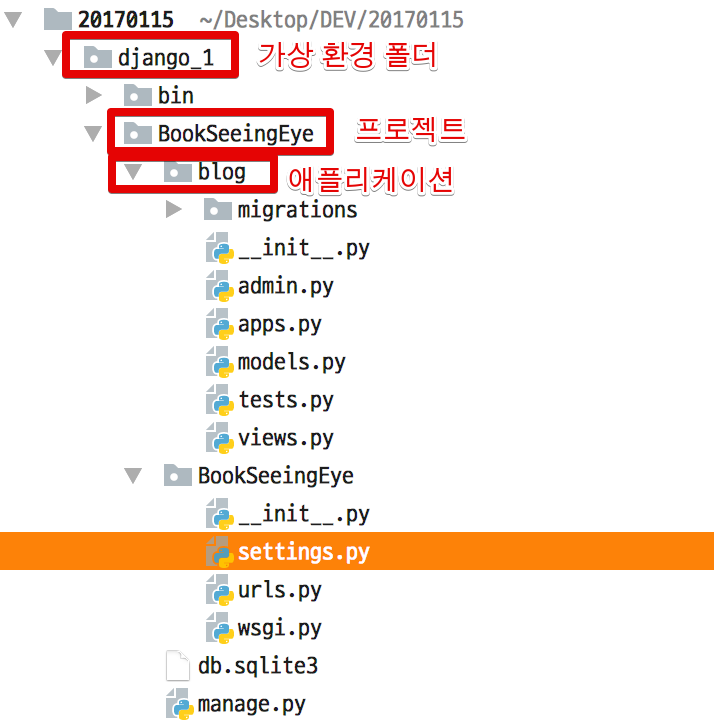 20170115 ~/Desktop/DEV/20170115
django_1 가상 환경 폴더
bin
BookSeeingEye 프로젝트
blog 애플리케이션
migrations
__init__.py
admin.py
apps.py
models.py
tests.py
views.py
BookSeeingEye
__init__.py
settings.py
urls.py
wsgi.py
db.sqlite3
manage.py